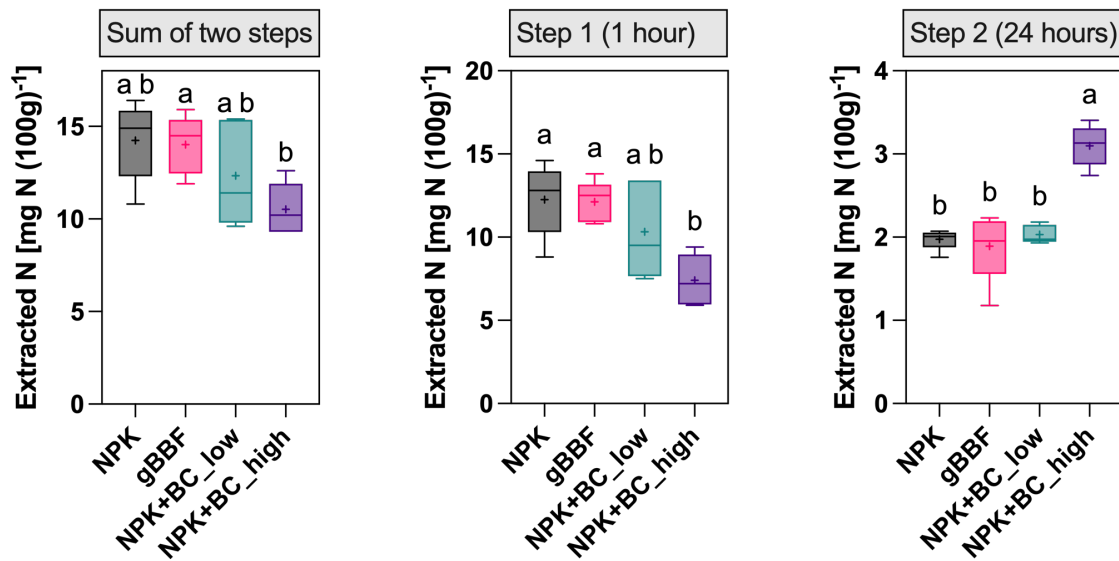 Sum of two steps
Extracted N [mg N (100g)⁻¹]
15
10
5
0
a b
a
a b
b
NPK
gBBF
NPK+BC_low
NPK+BC_high
Step 1 (1 hour)
Extracted N [mg N (100g)⁻¹]
20
15
10
5
0
a
a
a b
b
NPK
gBBF
NPK+BC_low
NPK+BC_high
Step 2 (24 hours)
Extracted N [mg N (100g)⁻¹]
4
3
2
1
0
b
b
b
a
NPK
gBBF
NPK+BC_low
NPK+BC_high